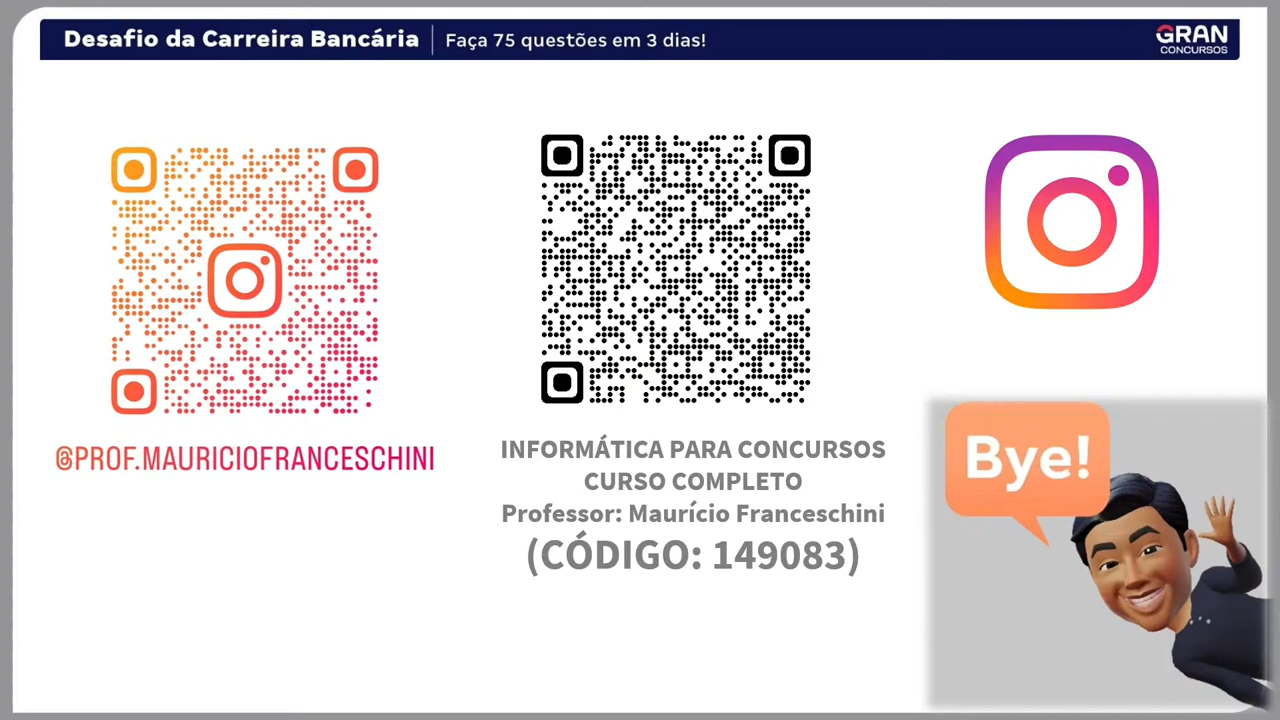 Desafio da Carreira Bancária | Faça 75 questões em 3 dias!
GRAN
CONCURSOS
@PROF.MAURICIOFRANCESCHINI
INFORMÁTICA PARA CONCURSOS
CURSO COMPLETO
Professor: Maurício Franceschini
(CÓDIGO: 149083)
Bye!